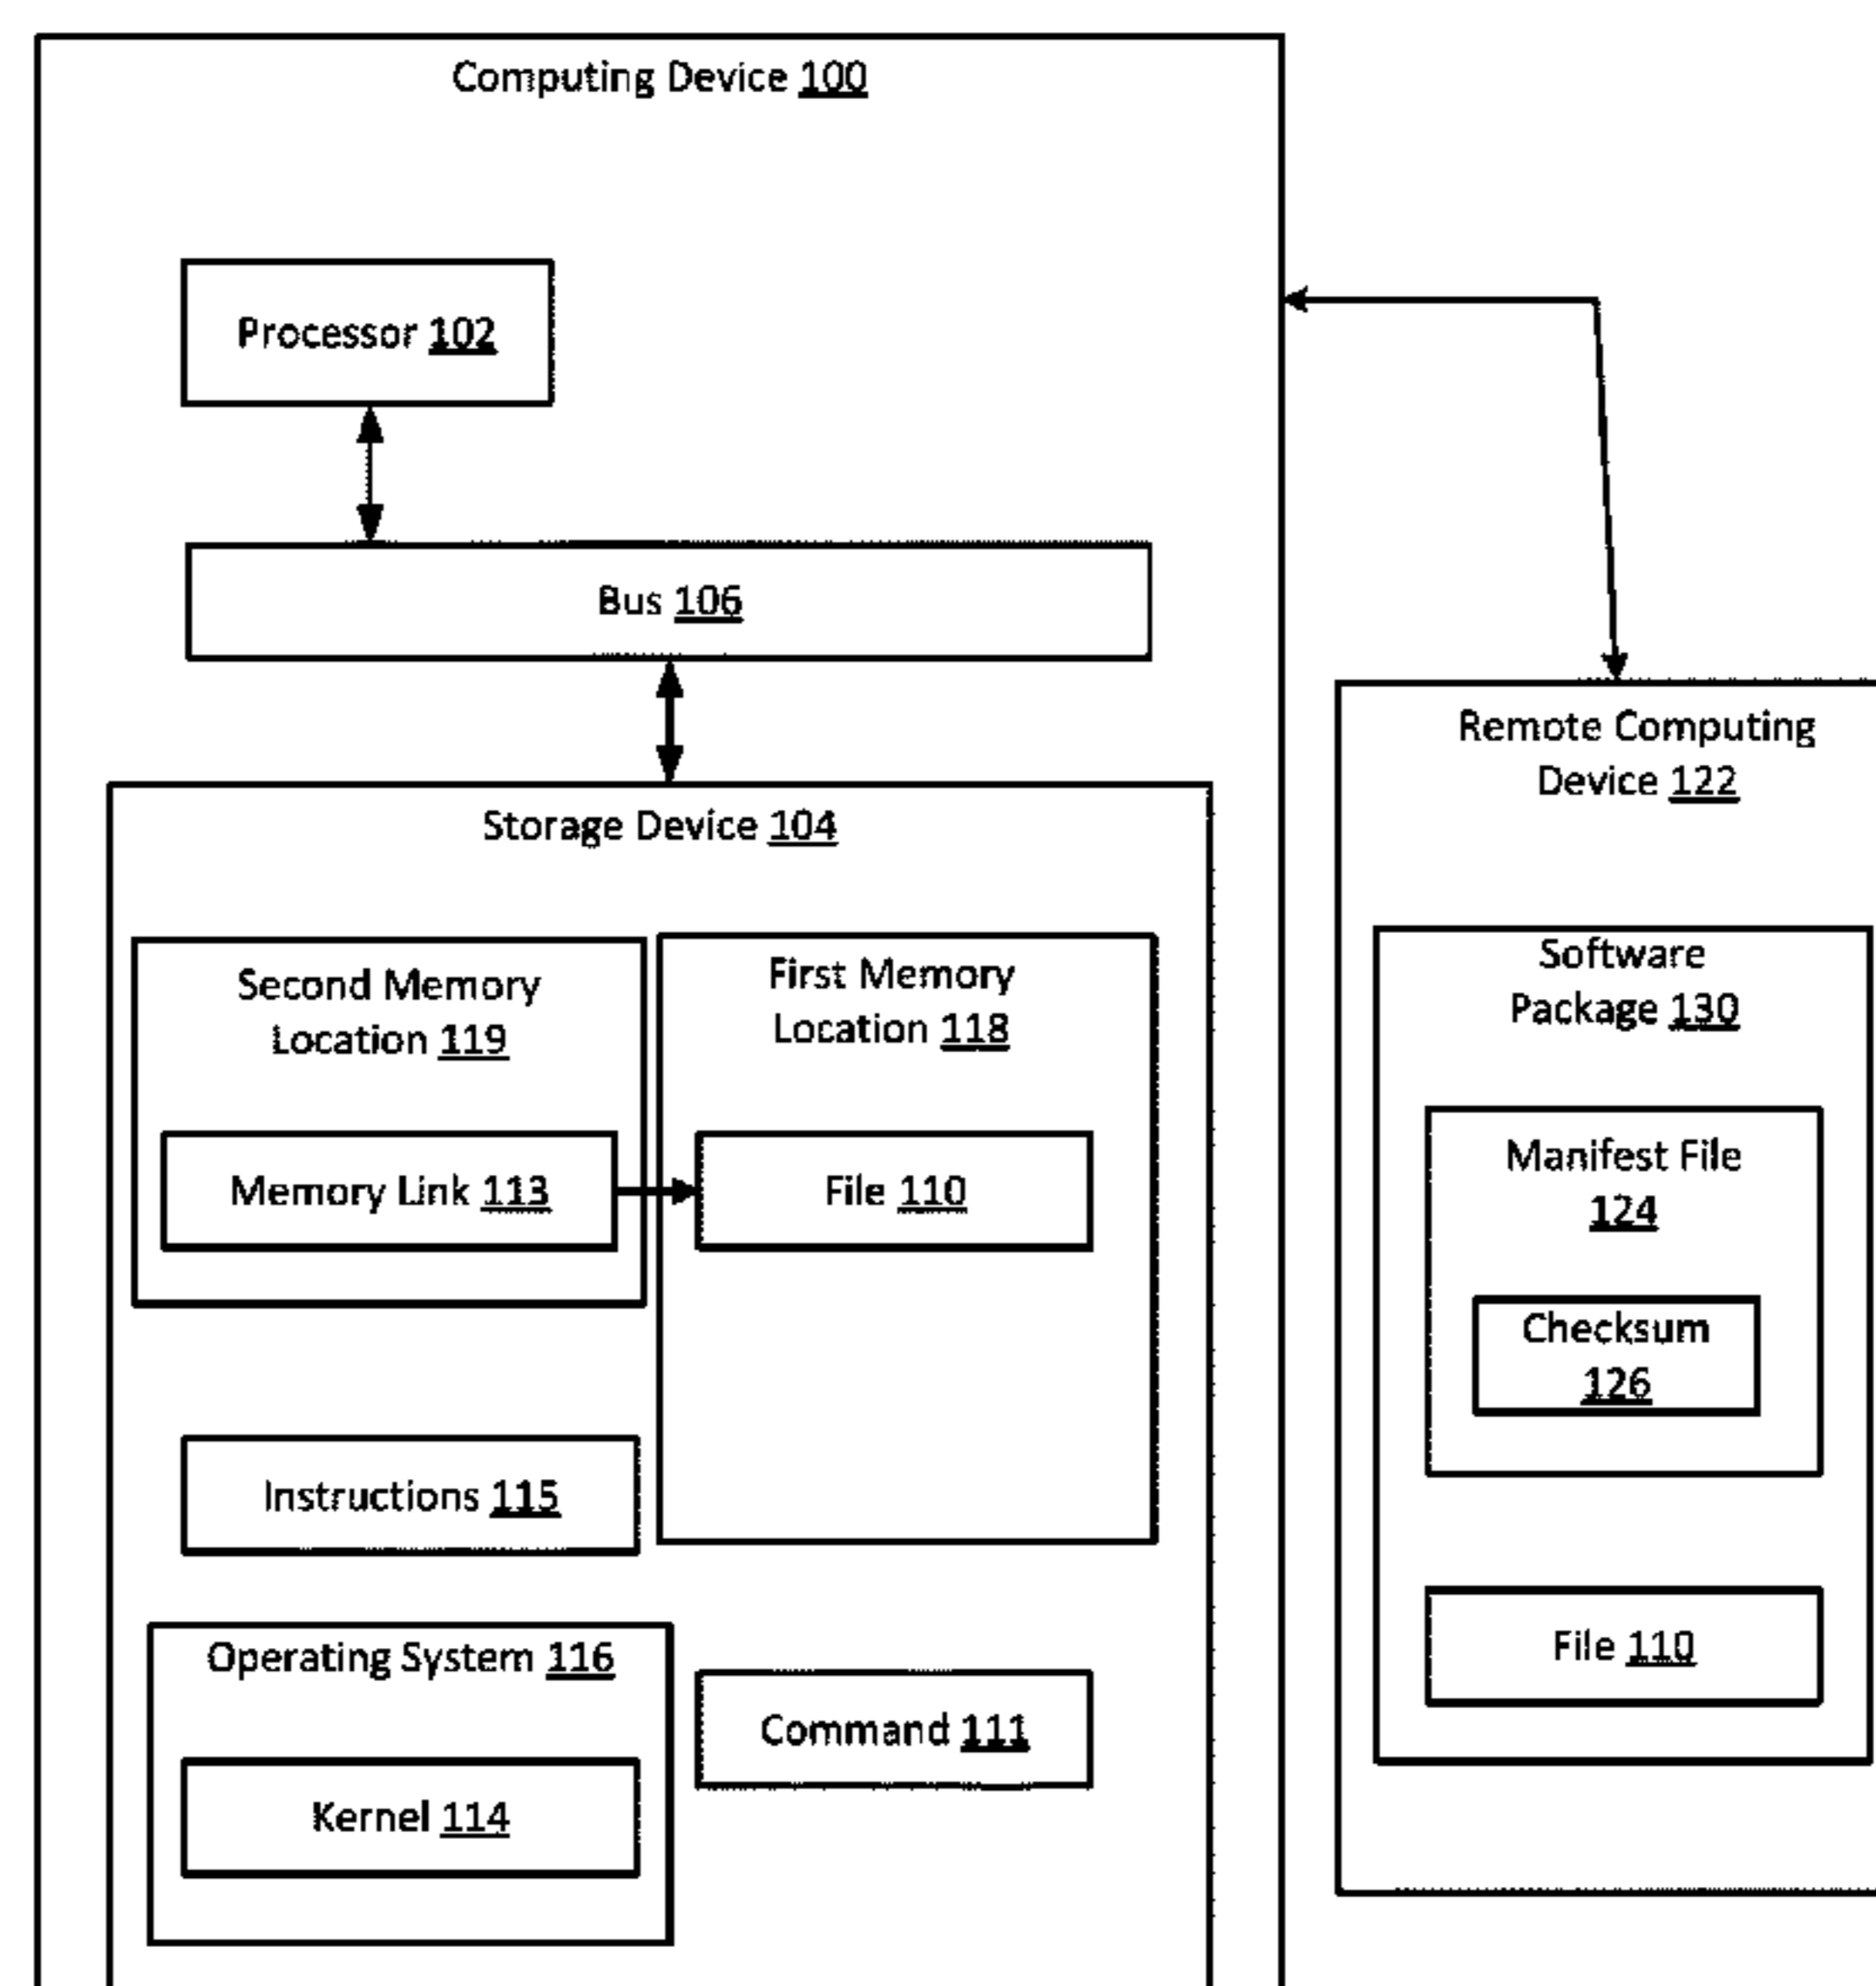 Computing Device 100
Processor 102
Bus 106
Storage Device 104
Second Memory
Location 119
Memory Link 113
First Memory
Location 118
File 110
Instructions 115
Operating System 116
Kernel 114
Command 111
Remote Computing
Device 122
Software
Package 130
Manifest File
124
Checksum
126
File 110